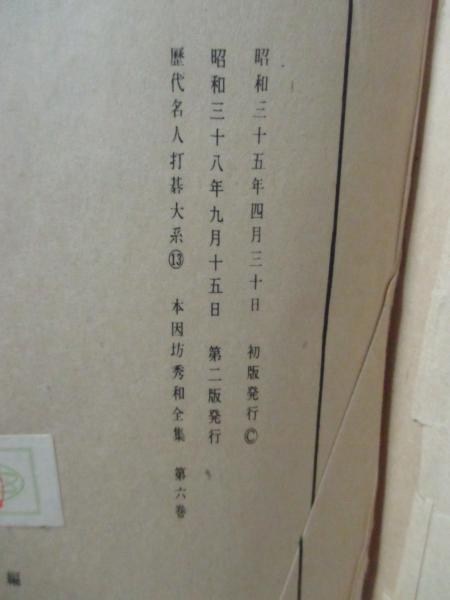 昭和三十五年四月三十日 初版発行Ⓒ
昭和三十八年九月十五日 第二版発行
歴代名人打碁大系⑬ 本因坊秀和全集 第六巻
編